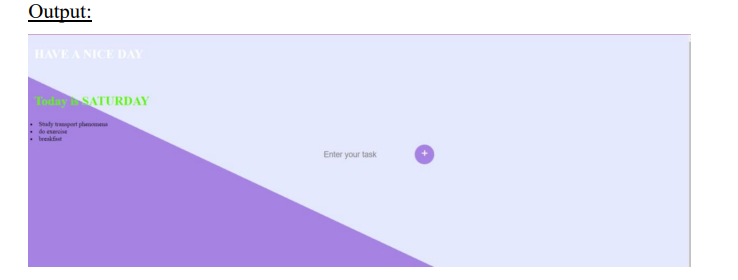 Output:
HAVE A NICE DAY
Today is SATURDAY
Study transport phenomena
do exercise
breakfast
Enter your task
+